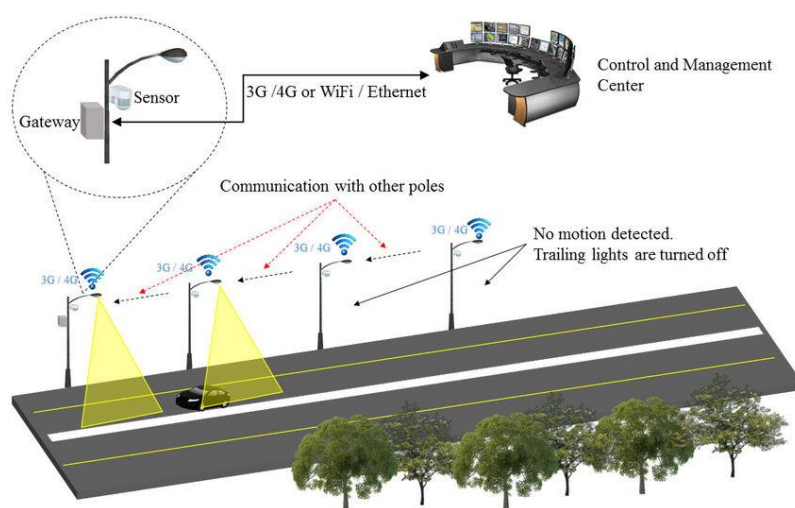 3G /4G or WiFi / Ethernet
Control and Management
Center
Sensor
Gateway
Communication with other poles
No motion detected.
Trailing lights are turned off
3G / 4G
3G / 4G
3G / 4G
3G / 4G